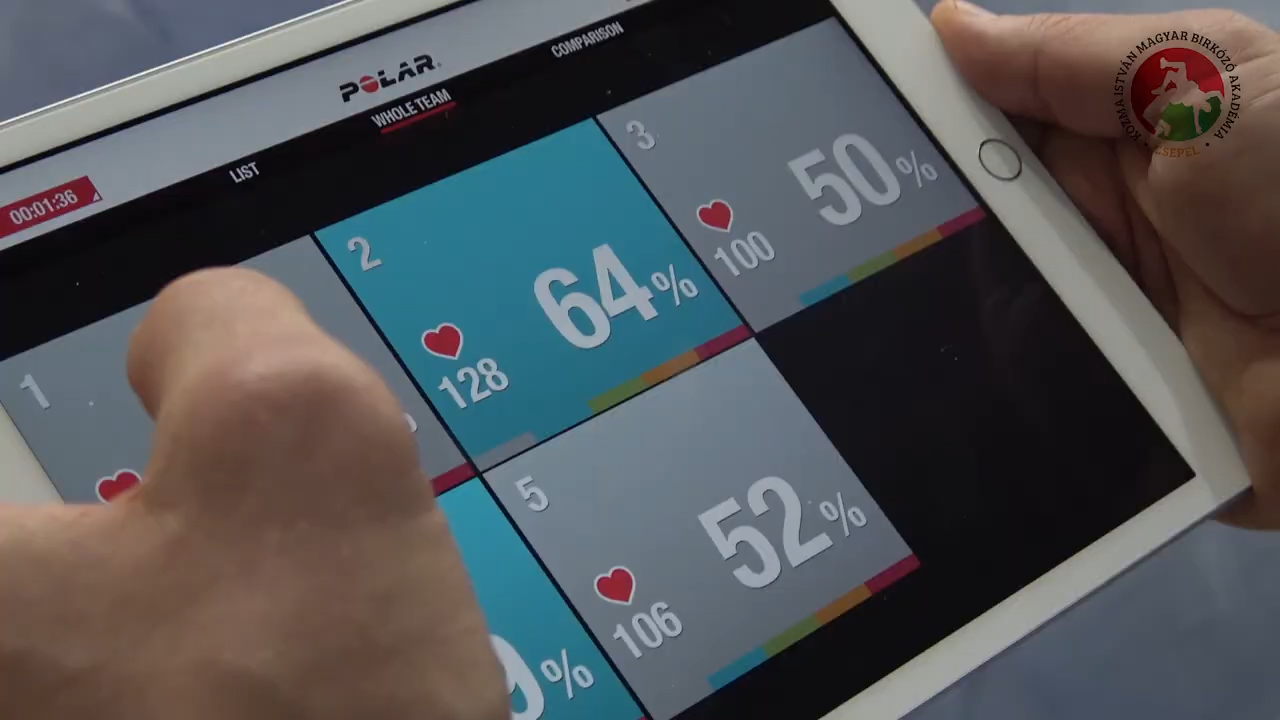 POLAR
COMPARISON
WHOLE TEAM
LIST
00:01:36
1
2
64%
128
3
50%
100
5
52%
106
9%
KOZMA ISTVÁN MAGYAR BIRKÓZÓ AKADÉMIA
CSEPEL